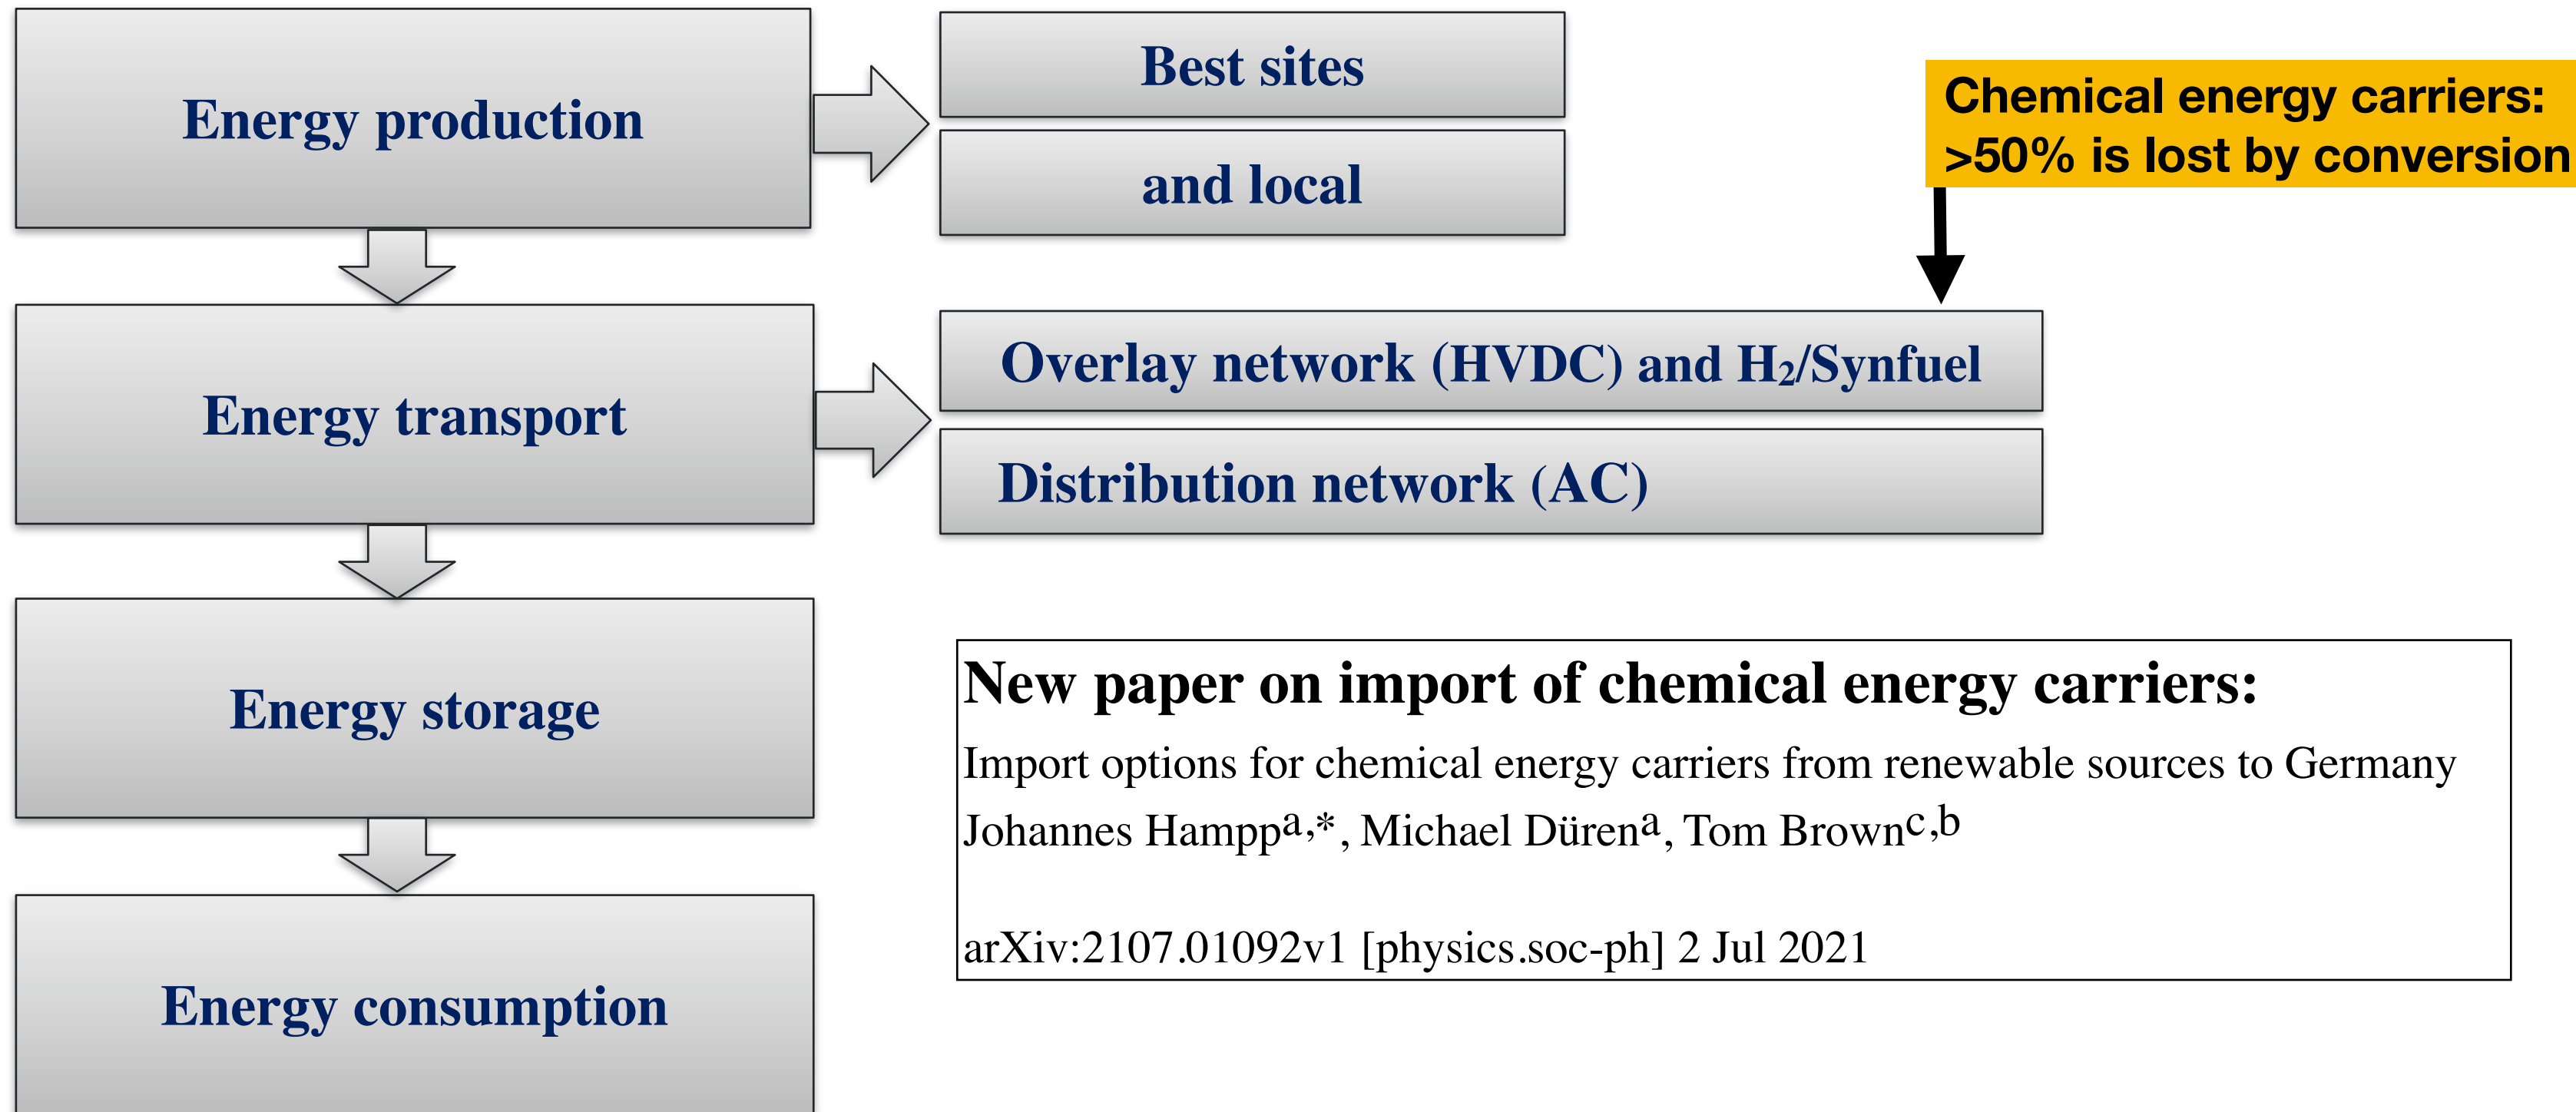 Energy production
Best sites
and local
Chemical energy carriers:
>50% is lost by conversion
Energy transport
Overlay network (HVDC) and H₂/Synfuel
Distribution network (AC)
Energy storage
Energy consumption
New paper on import of chemical energy carriers:
Import options for chemical energy carriers from renewable sources to Germany
Johannes Hamppa,*, Michael Dürena, Tom Brownc,b
arXiv:2107.01092v1 [physics.soc-ph] 2 Jul 2021